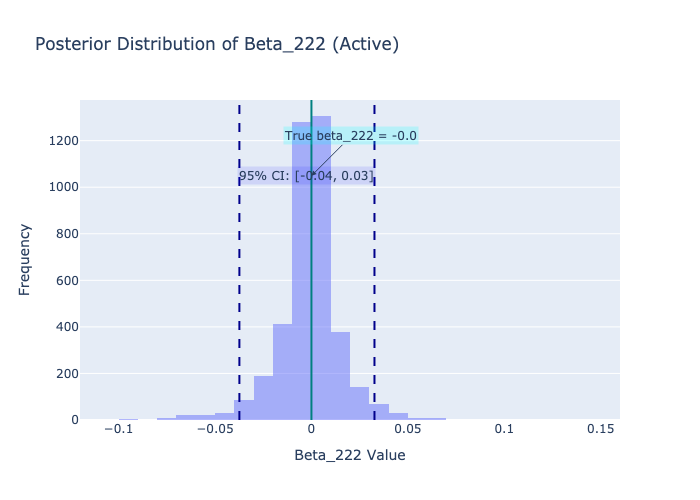 Posterior Distribution of Beta_222 (Active)
True beta_222 = -0.0
95% CI: [-0.04, 0.03]
1200
1000
800
600
400
200
0
Frequency
−0.1
−0.05
0
0.05
0.1
0.15
Beta_222 Value